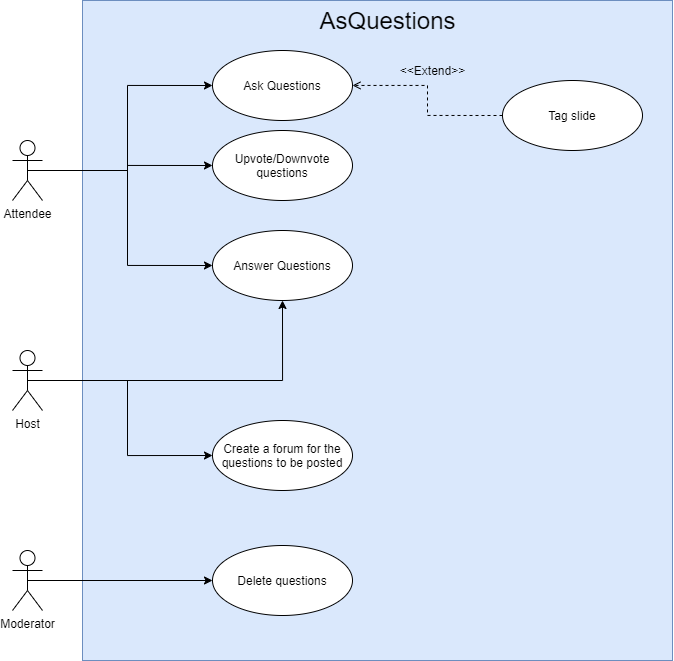 AsQuestions
Ask Questions
<<Extend>>
Tag slide
Upvote/Downvote
questions
Attendee
Answer Questions
Host
Create a forum for the
questions to be posted
Moderator
Delete questions